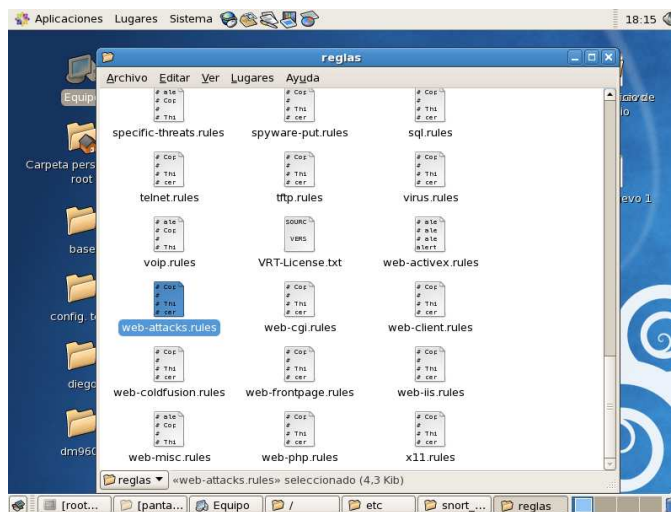 Aplicaciones Lugares Sistema 18:15
reglas
Archivo Editar Ver Lugares Ayuda
specific-threats.rules spyware-put.rules sql.rules
telnet.rules tftp.rules virus.rules
voip.rules VRT-License.txt web-activex.rules
web-attacks.rules web-cgi.rules web-client.rules
web-coldfusion.rules web-frontpage.rules web-iis.rules
web-misc.rules web-php.rules x11.rules
Equip
Carpeta pers
root
base
config. t
diego
dm960
evo 1
reglas «web-attacks.rules» seleccionado (4,3 Kib)
[root... [panta... Equipo / etc snort_... reglas